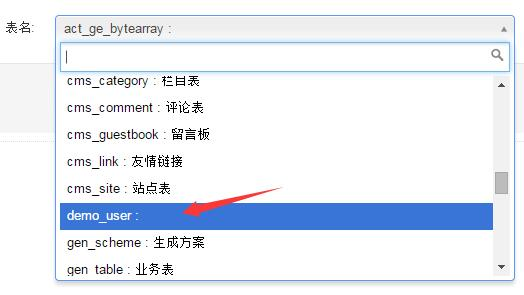 表名:
act_ge_bytearray :
cms_category : 栏目表
cms_comment : 评论表
cms_guestbook : 留言板
cms_link : 友情链接
cms_site : 站点表
demo_user :
gen_scheme : 生成方案
gen_table : 业务表